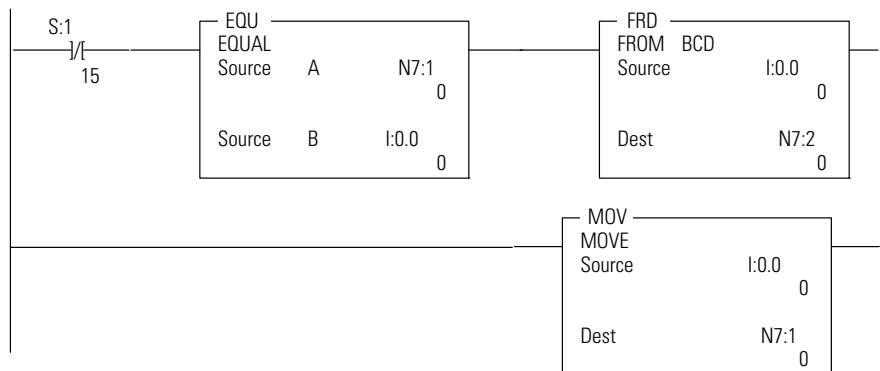 S:1
]/[
15
EQU
EQUAL
Source A N7:1
0
Source B I:0.0
0
FRD
FROM BCD
Source I:0.0
0
Dest N7:2
0
MOV
MOVE
Source I:0.0
0
Dest N7:1
0